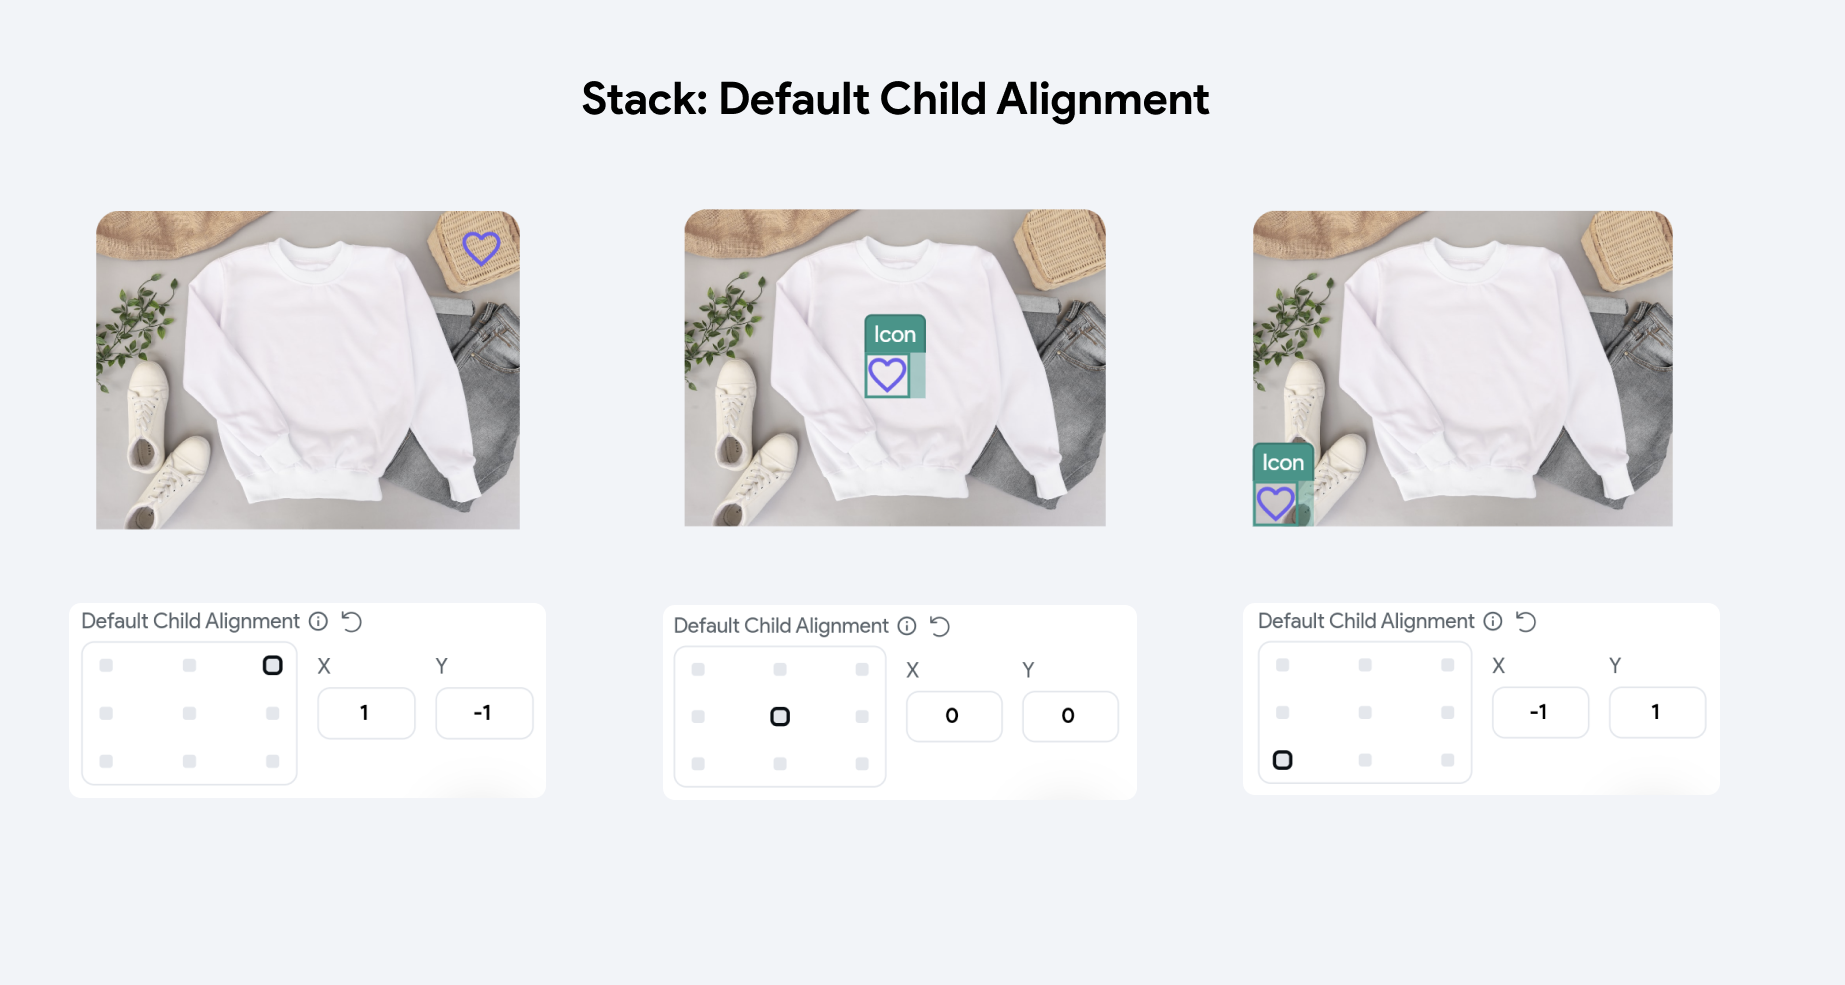 Stack: Default Child Alignment
Icon
Icon
Default Child Alignment
X Y
1 -1
Default Child Alignment
X Y
0 0
Default Child Alignment
X Y
-1 1